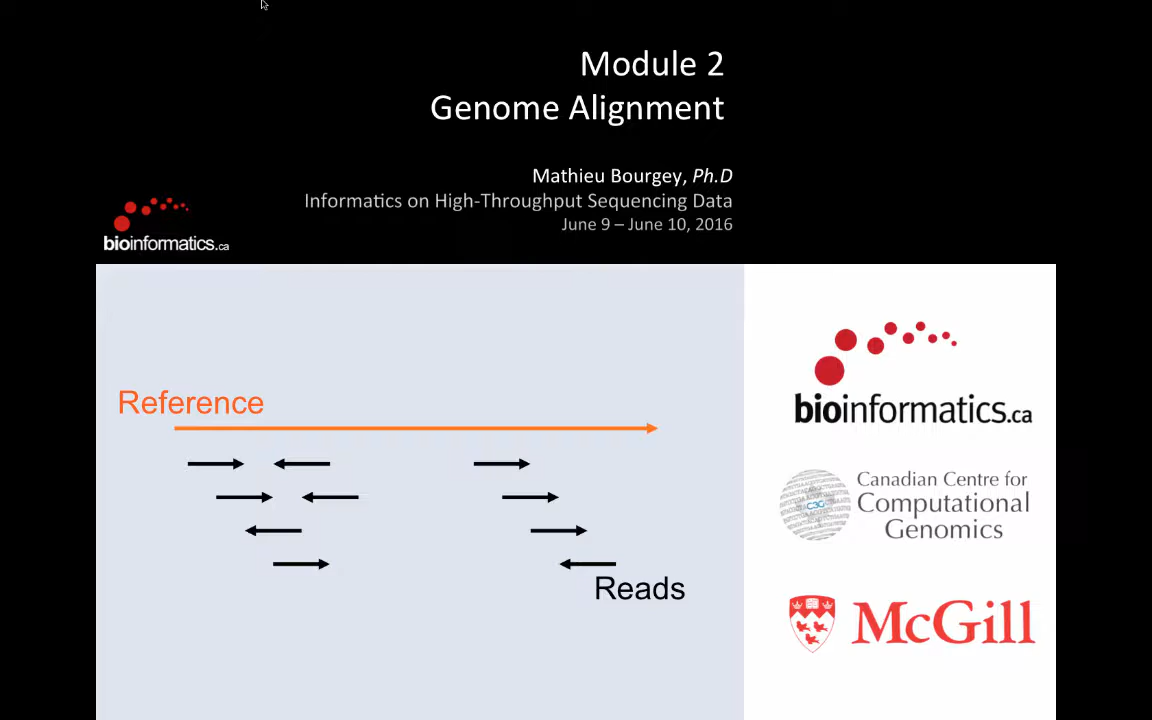 Module 2
Genome Alignment
Mathieu Bourgey, Ph.D
Informatics on High-Throughput Sequencing Data
June 9 – June 10, 2016
bioinformatics.ca
Reference
Reads
bioinformatics.ca
C3G
Canadian Centre for
Computational
Genomics
McGill